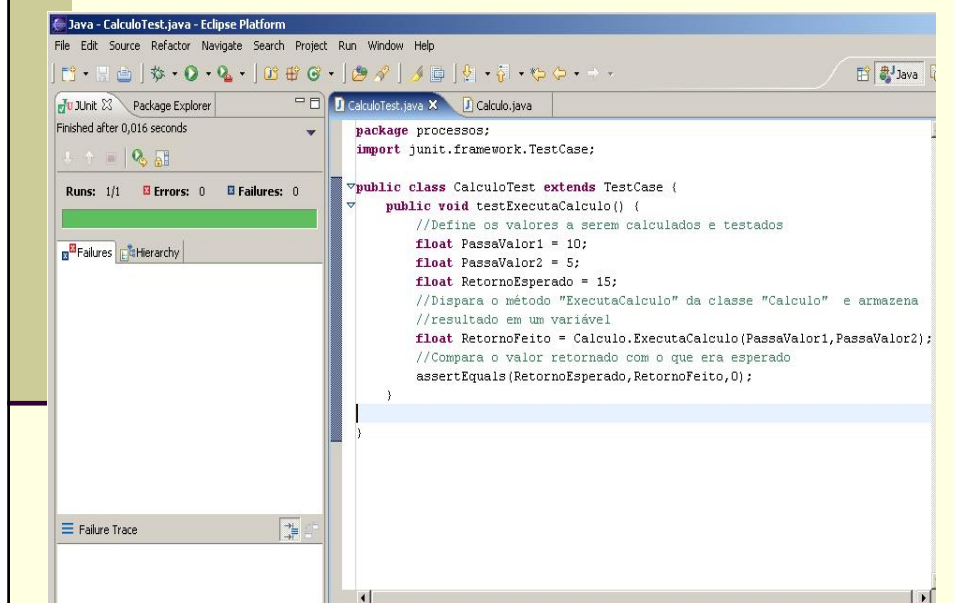 Java - CalculoTest.java - Eclipse Platform
File Edit Source Refactor Navigate Search Project Run Window Help
Java
JUnit Package Explorer
CalculoTest.java Calculo.java
Finished after 0,016 seconds
Runs: 1/1 Errors: 0 Failures: 0
Failures Hierarchy
package processos;
import junit.framework.TestCase;
public class CalculoTest extends TestCase {
public void testExecutaCalculo() {
//Define os valores a serem calculados e testados
float PassaValor1 = 10;
float PassaValor2 = 5;
float RetornoEsperado = 15;
//Dispara o método "ExecutaCalculo" da classe "Calculo" e armazena
//resultado em um variável
float RetornoFeito = Calculo.ExecutaCalculo(PassaValor1,PassaValor2);
//Compara o valor retornado com o que era esperado
assertEquals(RetornoEsperado,RetornoFeito,0);
}
}
Failure Trace